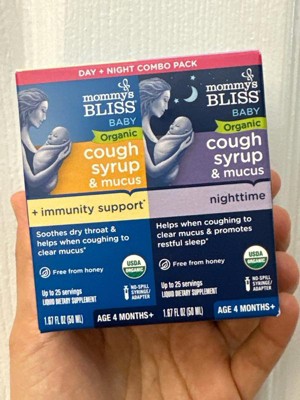 DAY + NIGHT COMBO PACK
mommy's
BLISS
BABY
Organic
cough
syrup
& mucus
+ immunity support*
Soothes dry throat &
helps when coughing to
clear mucus*
Free from honey
USDA
ORGANIC
Up to 25 servings
LIQUID DIETARY SUPPLEMENT
NO-SPILL
SYRINGE/
ADAPTER
1.67 FL OZ (50 ML)
AGE 4 MONTHS+
mommy's
BLISS
BABY
Organic
cough
syrup
& mucus
nighttime
Helps when coughing to
clear mucus & promotes
restful sleep*
Free from honey
USDA
ORGANIC
Up to 25 servings
LIQUID DIETARY SUPPLEMENT
NO-SPILL
SYRINGE/
ADAPTER
1.67 FL OZ (50 ML)
AGE 4 MONTHS+